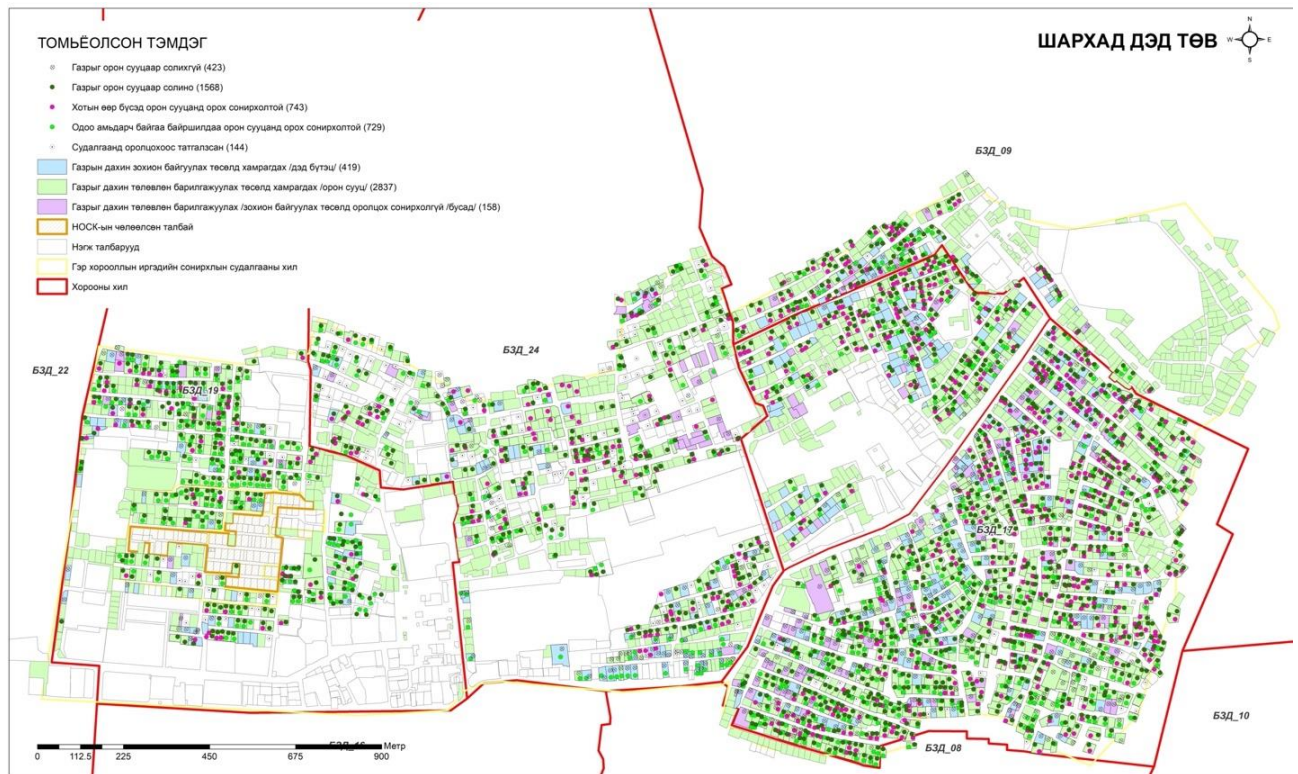 ТОМЬЁОЛСОН ТЭМДЭГ
ШАРХАД ДЭД ТӨВ
N
W E
S
Газрыг орон сууцаар солихгүй (423)
Газрыг орон сууцаар солино (1568)
Хотын өөр бүсэд орон сууцанд орох сонирхолтой (743)
Одоо амьдарч байгаа байршилдаа орон сууцанд орох сонирхолтой (729)
Судалгаанд оролцохоос татгалзсан (144)
Газрын дахин зохион байгуулах төсөлд хамрагдах /дэд бүтэц/ (419)
Газрыг дахин төлөвлөн барилгажуулах төсөлд хамрагдах /орон сууц/ (2837)
Газрыг дахин төлөвлөн барилгажуулах /зохион байгуулах төсөлд оролцох сонирхолгүй /бусад/ (158)
НОСК-ын чөлөөлсөн талбай
Нэгж талбарууд
Гэр хорооллын иргэдийн сонирхлын судалгааны хил
Хорооны хил
БЗД_09
БЗД_24
БЗД_22
БЗД_19
БЗД_17
БЗД_10
БЗД_08
Метр
0 112.5 225 450 675 900